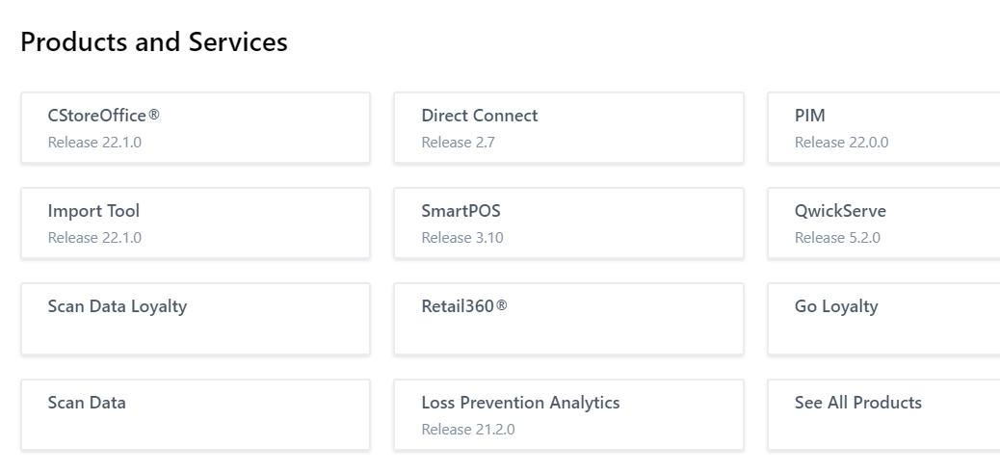 Products and Services
CStoreOffice®
Release 22.1.0
Direct Connect
Release 2.7
PIM
Release 22.0.0
Import Tool
Release 22.1.0
SmartPOS
Release 3.10
QwickServe
Release 5.2.0
Scan Data Loyalty
Retail360®
Go Loyalty
Scan Data
Loss Prevention Analytics
Release 21.2.0
See All Products